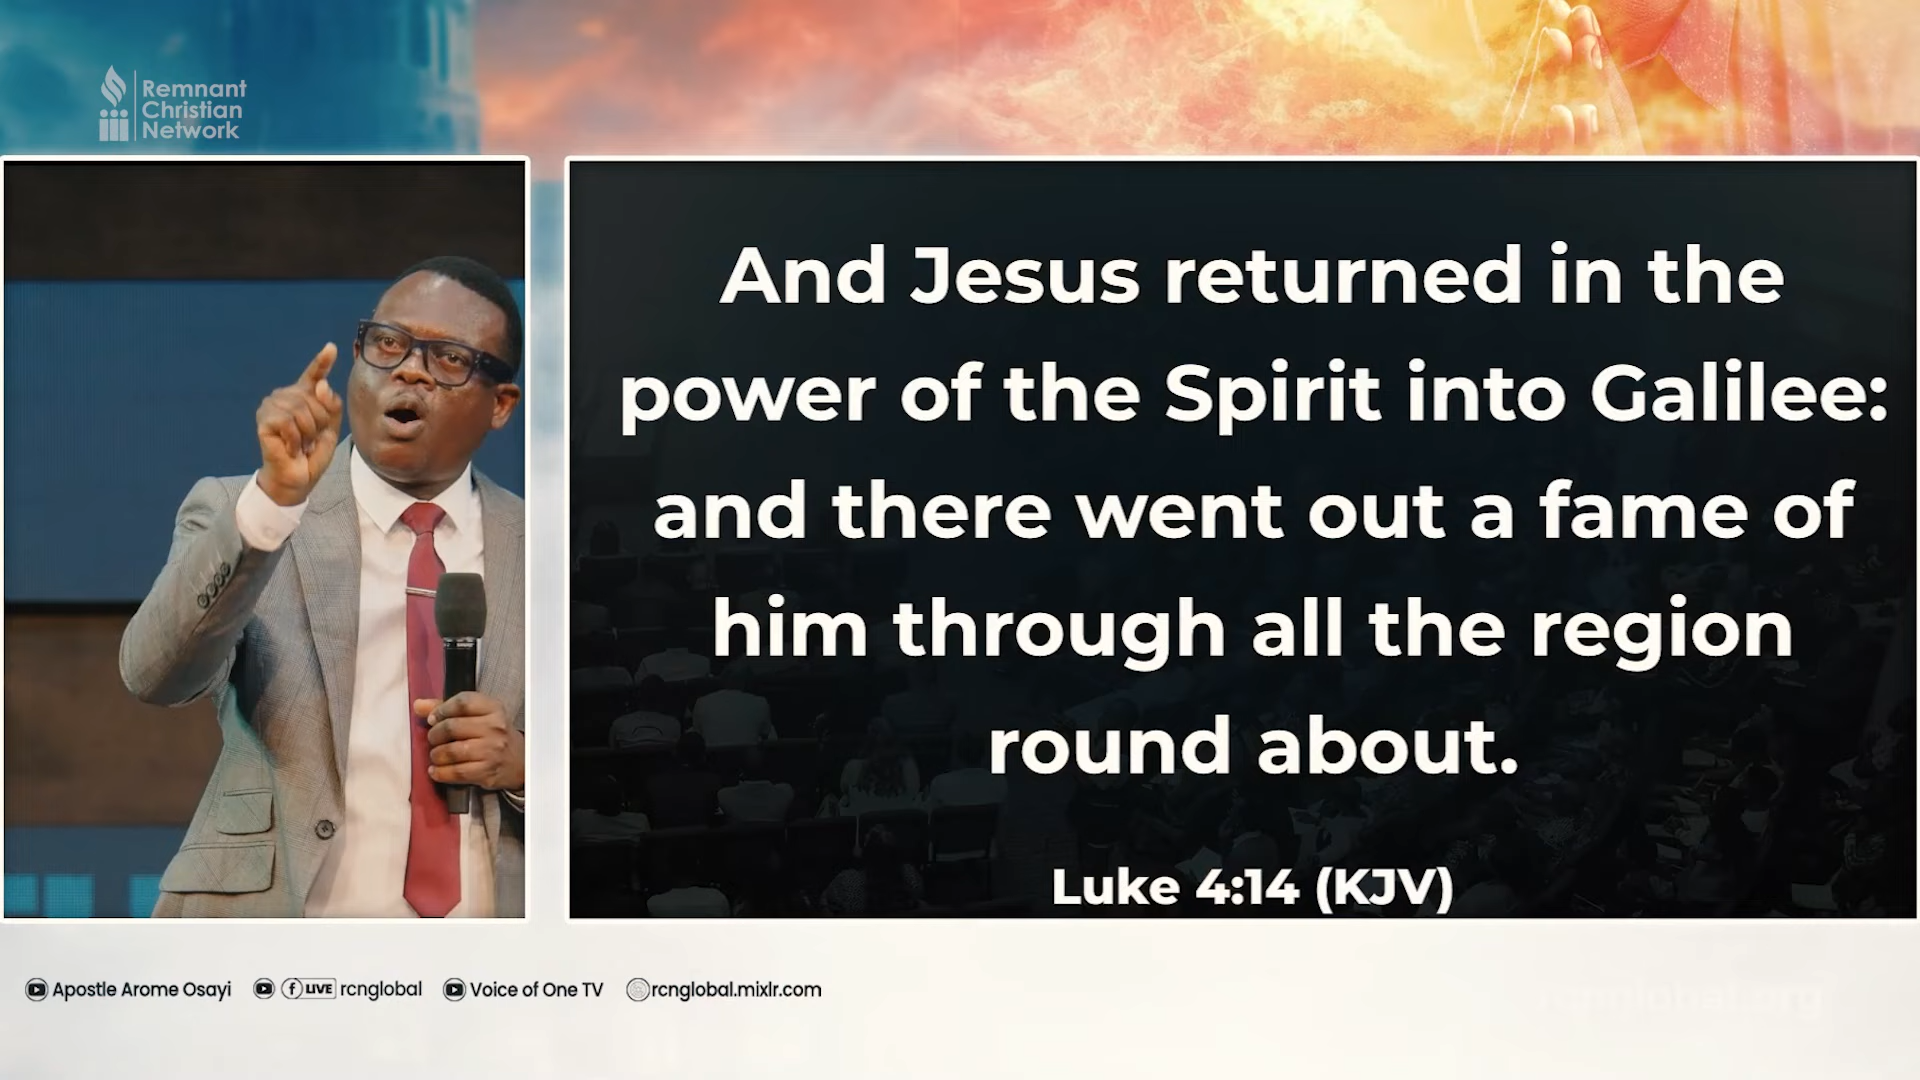 Remnant
Christian
Network
And Jesus returned in the
power of the Spirit into Galilee:
and there went out a fame of
him through all the region
round about.
Luke 4:14 (KJV)
Apostle Arome Osayi LIVE rcnglobal Voice of One TV rcnglobal.mixlr.com